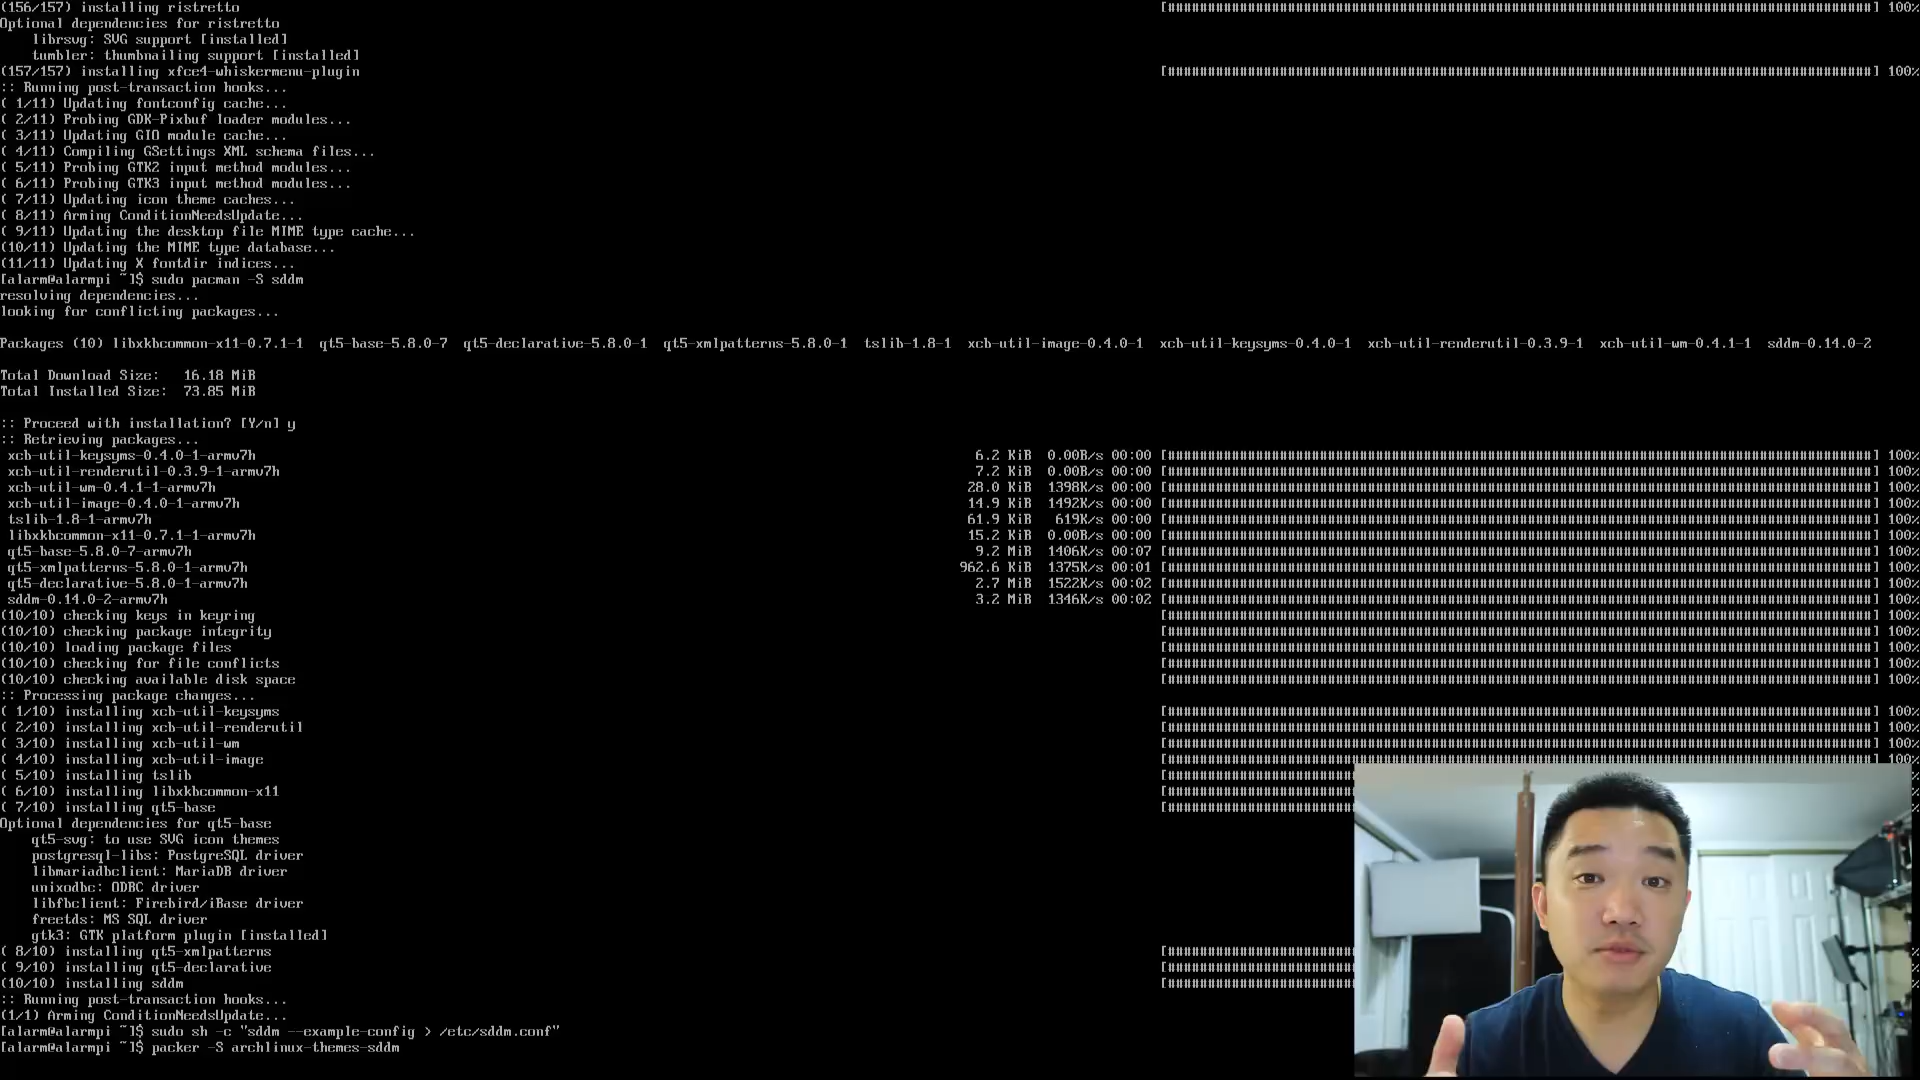 (156/157) installing ristretto [##########################################################################################] 100%
Optional dependencies for ristretto
    librsvg: SVG support [installed]
    tumbler: thumbnailing support [installed]
(157/157) installing xfce4-whiskermenu-plugin [##########################################################################################] 100%
:: Running post-transaction hooks...
( 1/11) Updating fontconfig cache...
( 2/11) Probing GDK-Pixbuf loader modules...
( 3/11) Updating GIO module cache...
( 4/11) Compiling GSettings XML schema files...
( 5/11) Probing GTK2 input method modules...
( 6/11) Probing GTK3 input method modules...
( 7/11) Updating icon theme caches...
( 8/11) Arming ConditionNeedsUpdate...
( 9/11) Updating the desktop file MIME type cache...
(10/11) Updating the MIME type database...
(11/11) Updating X fontdir indices...
[alarm@alarmpi ~]$ sudo pacman -S sddm
resolving dependencies...
looking for conflicting packages...
Packages (10) libxkbcommon-x11-0.7.1-1  qt5-base-5.8.0-7  qt5-declarative-5.8.0-1  qt5-xmlpatterns-5.8.0-1  tslib-1.8-1  xcb-util-image-0.4.0-1  xcb-util-keysyms-0.4.0-1  xcb-util-renderutil-0.3.9-1  xcb-util-wm-0.4.1-1  sddm-0.14.0-2
Total Download Size:   16.18 MiB
Total Installed Size:  73.85 MiB
:: Proceed with installation? [Y/n] y
:: Retrieving packages...
xcb-util-keysyms-0.4.0-1-armv7h 6.2 KiB 0.00B/s 00:00 [##########################################################################################] 100%
xcb-util-renderutil-0.3.9-1-armv7h 7.2 KiB 0.00B/s 00:00 [##########################################################################################] 100%
xcb-util-wm-0.4.1-1-armv7h 28.0 KiB 1398K/s 00:00 [##########################################################################################] 100%
xcb-util-image-0.4.0-1-armv7h 14.9 KiB 1492K/s 00:00 [##########################################################################################] 100%
tslib-1.8-1-armv7h 61.9 KiB 619K/s 00:00 [##########################################################################################] 100%
libxkbcommon-x11-0.7.1-1-armv7h 15.2 KiB 0.00B/s 00:00 [##########################################################################################] 100%
qt5-base-5.8.0-7-armv7h 9.2 MiB 1406K/s 00:07 [##########################################################################################] 100%
qt5-xmlpatterns-5.8.0-1-armv7h 962.6 KiB 1375K/s 00:01 [##########################################################################################] 100%
qt5-declarative-5.8.0-1-armv7h 2.7 MiB 1522K/s 00:02 [##########################################################################################] 100%
sddm-0.14.0-2-armv7h 3.2 MiB 1346K/s 00:02 [##########################################################################################] 100%
(10/10) checking keys in keyring [##########################################################################################] 100%
(10/10) checking package integrity [##########################################################################################] 100%
(10/10) loading package files [##########################################################################################] 100%
(10/10) checking for file conflicts [##########################################################################################] 100%
(10/10) checking available disk space [##########################################################################################] 100%
:: Processing package changes...
( 1/10) installing xcb-util-keysyms [##########################################################################################] 100%
( 2/10) installing xcb-util-renderutil [##########################################################################################] 100%
( 3/10) installing xcb-util-wm [##########################################################################################] 100%
( 4/10) installing xcb-util-image [##########################################################################################] 100%
( 5/10) installing tslib [########################
( 6/10) installing libxkbcommon-x11 [########################
( 7/10) installing qt5-base [########################
Optional dependencies for qt5-base
    qt5-svg: to use SVG icon themes
    postgresql-libs: PostgreSQL driver
    libmariadbclient: MariaDB driver
    unixodbc: ODBC driver
    libfbclient: Firebird/iBase driver
    freetds: MS SQL driver
    gtk3: GTK platform plugin [installed]
( 8/10) installing qt5-xmlpatterns [########################
( 9/10) installing qt5-declarative [########################
(10/10) installing sddm [########################
:: Running post-transaction hooks...
(1/1) Arming ConditionNeedsUpdate...
[alarm@alarmpi ~]$ sudo sh -c "sddm --example-config > /etc/sddm.conf"
[alarm@alarmpi ~]$ packer -S archlinux-themes-sddm